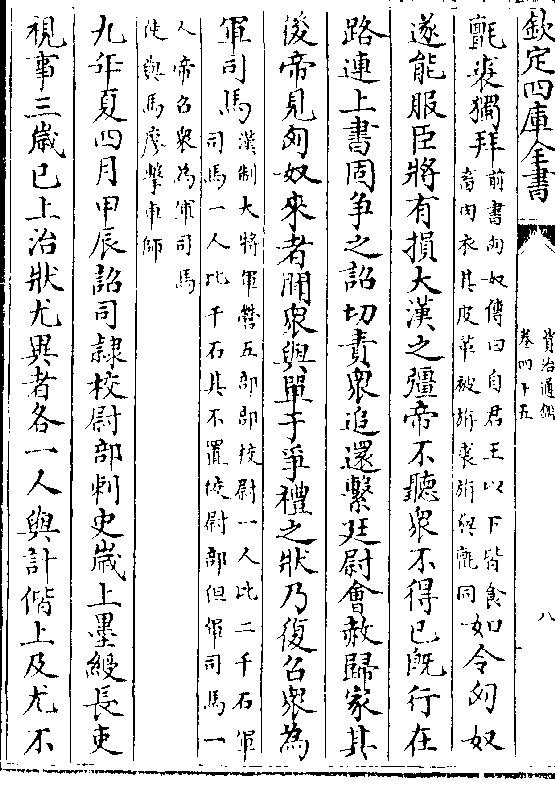 欽定四庫全書
資治通鑑
卷四十五
八
氈裘獨拜
前書匈奴傳曰自君王以下皆食
畜肉衣其皮革被旃裘旃與氈同
如令匈奴
遂能服臣將有損大漢之彊帝不聽衆不得已既行在
路連上書固争之詔切責衆追還繫廷尉會赦歸家其
後帝見匈奴來者聞衆與單于爭禮之狀乃復召衆為
軍司馬
漢制大將軍營五部部校尉一人比二千石軍
司馬一人比千石其不置校尉部但軍司馬一
人帝召衆為軍司馬
使與馬廖擊車師
九年夏四月甲辰詔司隸校尉部刺史歲上墨綬長吏
視事三歲已上治狀尤異者各一人與計偕上及尤不